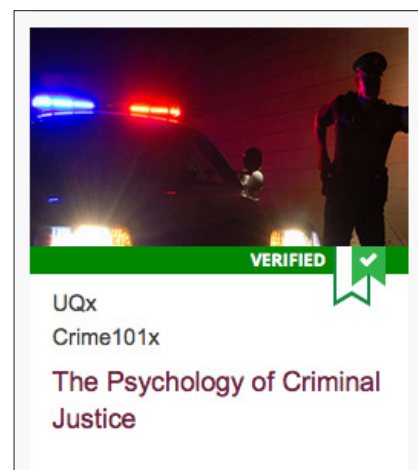 VERIFIED
UQx
Crime101x
The Psychology of Criminal
Justice